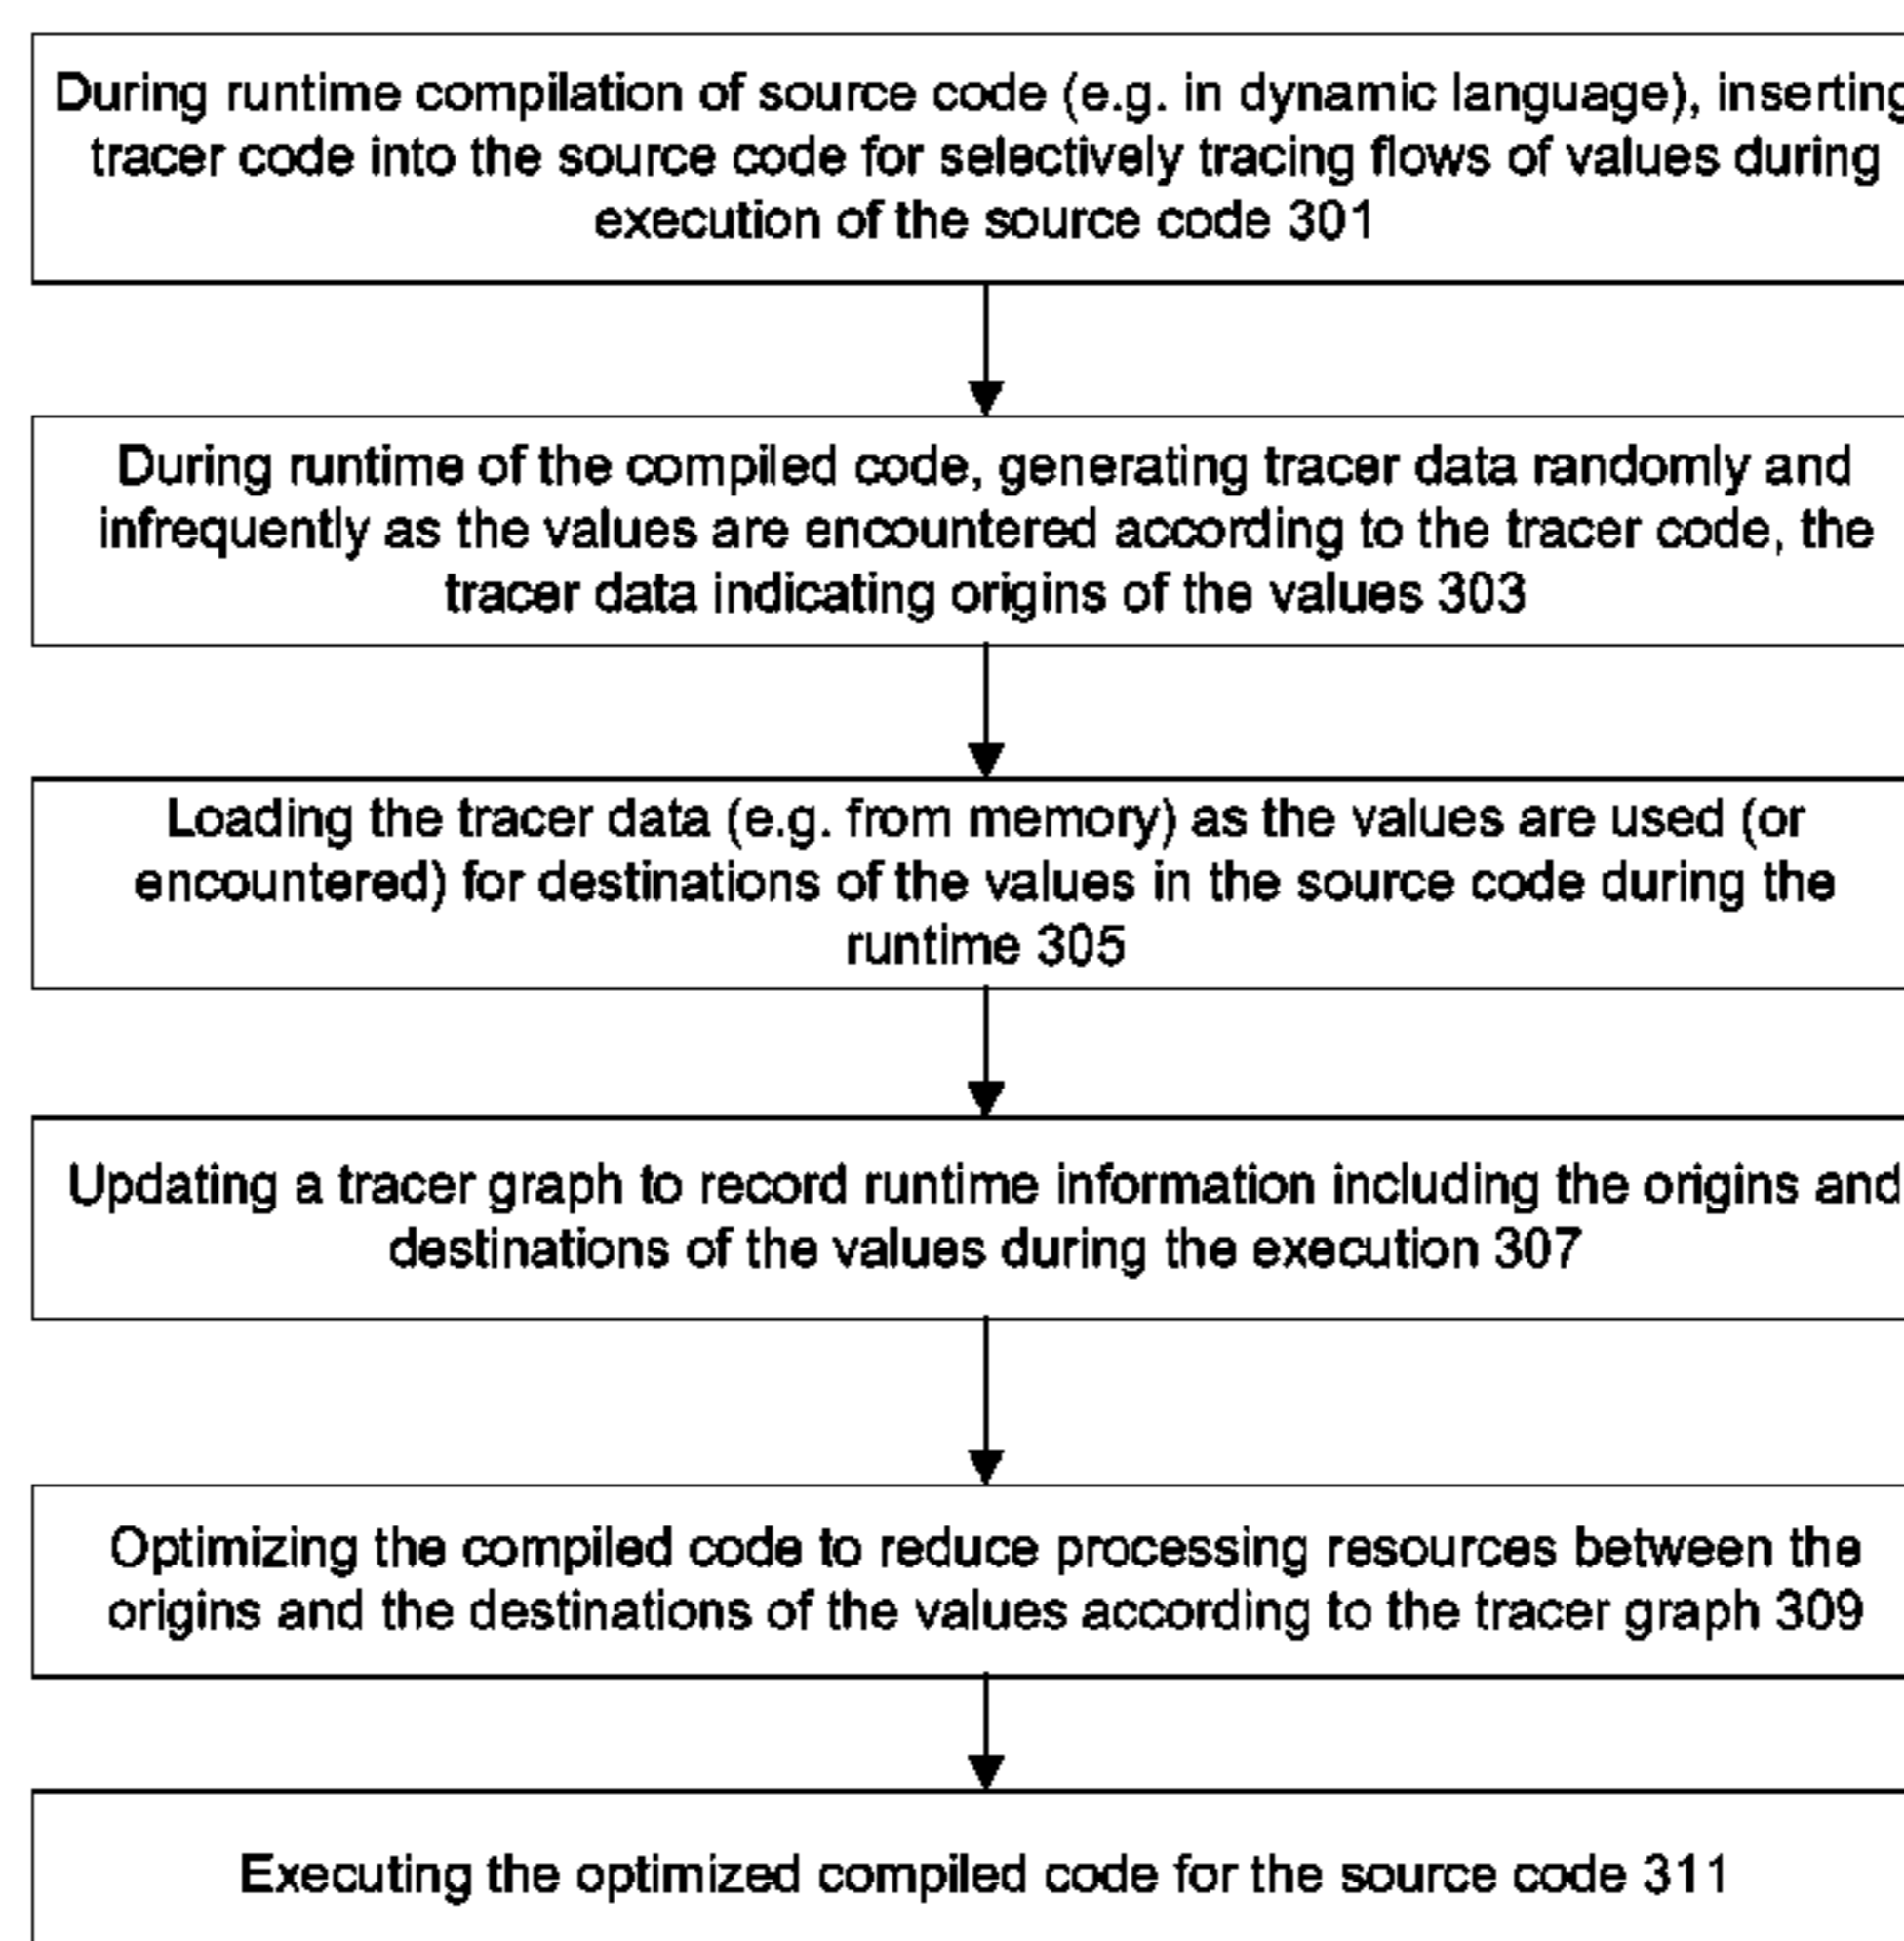 During runtime compilation of source code (e.g. in dynamic language), inserting
tracer code into the source code for selectively tracing flows of values during
execution of the source code 301
During runtime of the compiled code, generating tracer data randomly and
infrequently as the values are encountered according to the tracer code, the
tracer data indicating origins of the values 303
Loading the tracer data (e.g. from memory) as the values are used (or
encountered) for destinations of the values in the source code during the
runtime 305
Updating a tracer graph to record runtime information including the origins and
destinations of the values during the execution 307
Optimizing the compiled code to reduce processing resources between the
origins and the destinations of the values according to the tracer graph 309
Executing the optimized compiled code for the source code 311